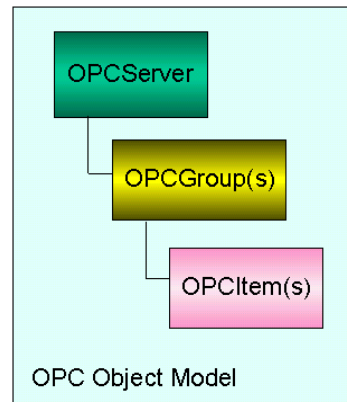 OPCServer
OPCGroup(s)
OPCItem(s)
OPC Object Model